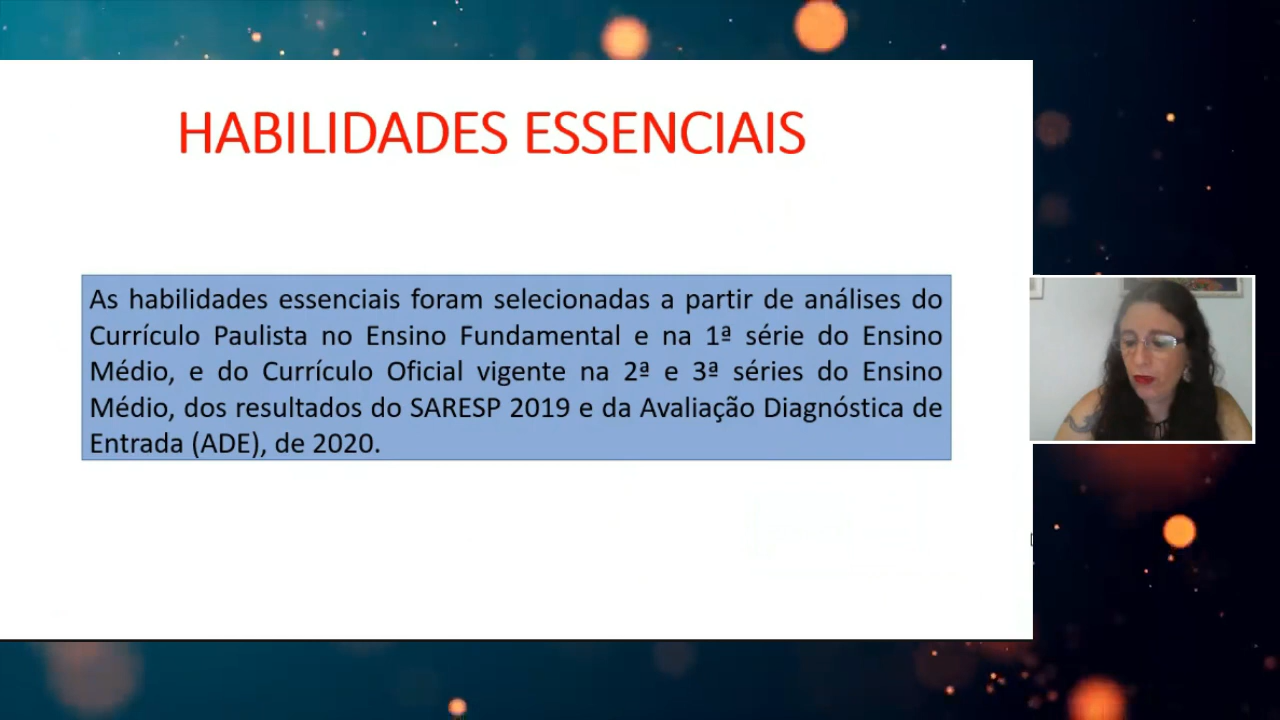 HABILIDADES ESSENCIAIS
As habilidades essenciais foram selecionadas a partir de análises do
Currículo Paulista no Ensino Fundamental e na 1ª série do Ensino
Médio, e do Currículo Oficial vigente na 2ª e 3ª séries do Ensino
Médio, dos resultados do SARESP 2019 e da Avaliação Diagnóstica de
Entrada (ADE), de 2020.